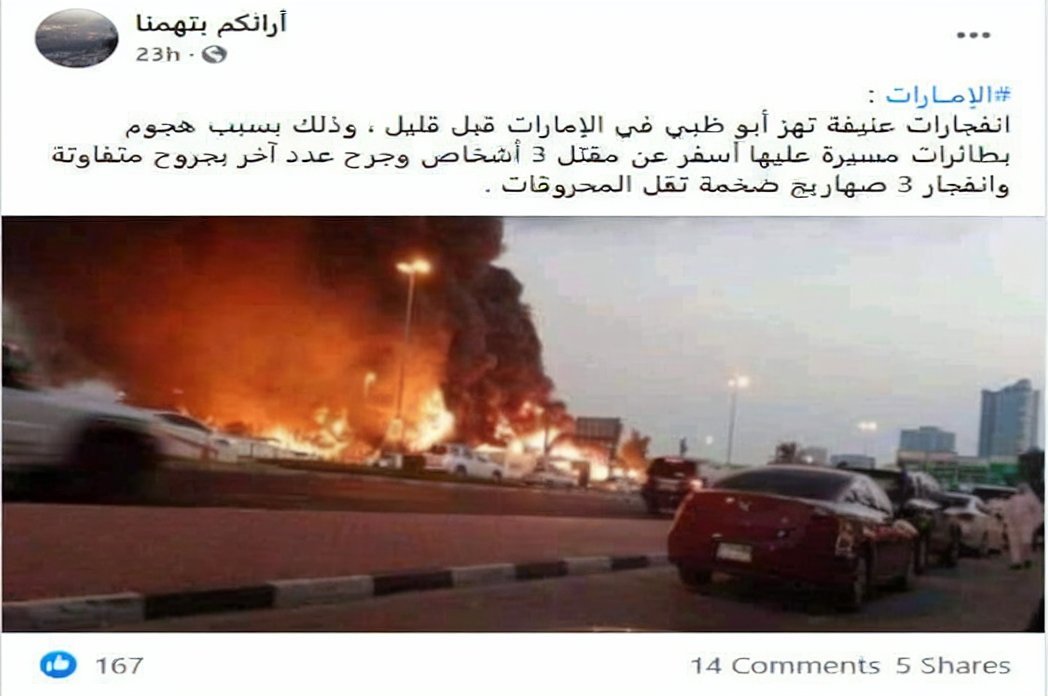 أرائكم بتهمنا
23h ·
#الإمـارات :
انفجارات عنيفة تهز أبو ظبي في الإمارات قبل قليل ، وذلك بسبب هجوم
بطائرات مسيرة عليها أسفر عن مقتل 3 أشخاص وجرح عدد آخر بجروح متفاوتة
وانفجار 3 صهاريج ضخمة تقل المحروقات .
167
14 Comments 5 Shares